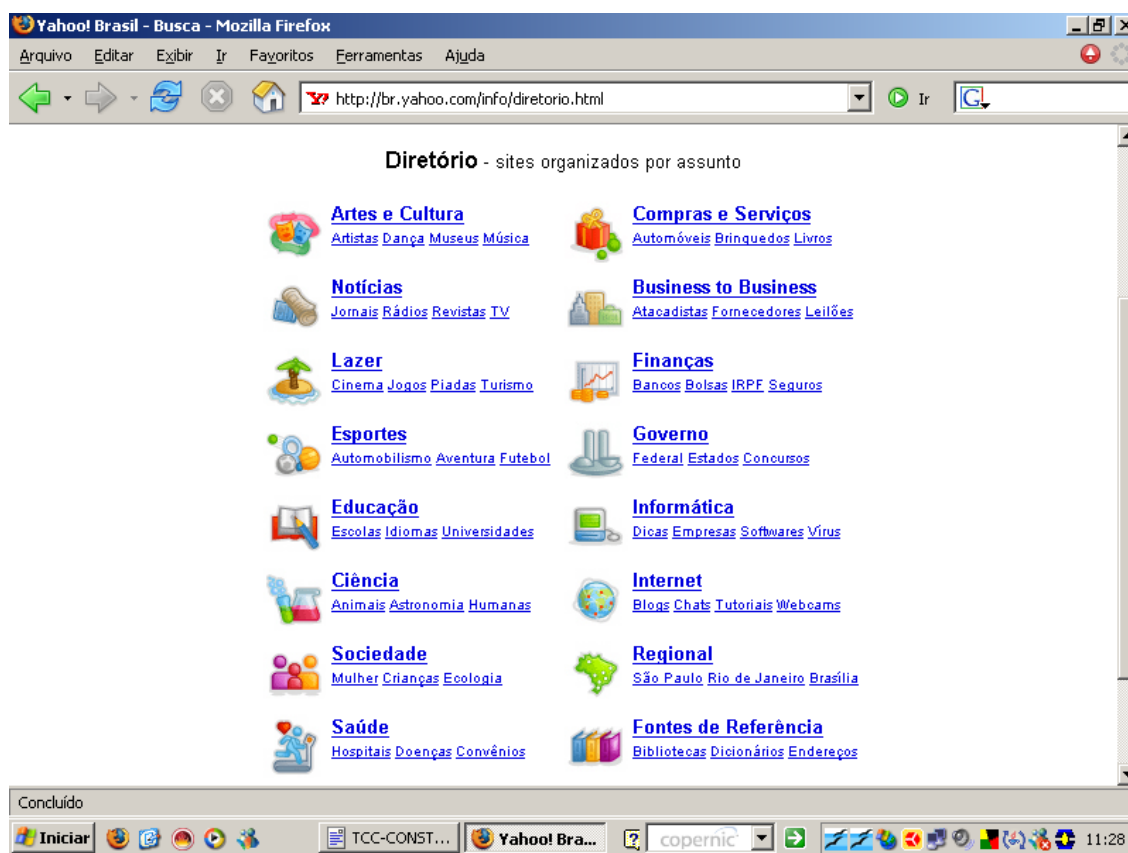 Yahoo! Brasil - Busca - Mozilla Firefox
Arquivo Editar Exibir Ir Favoritos Ferramentas Ajuda
http://br.yahoo.com/info/diretorio.html Ir G
Diretório - sites organizados por assunto
Artes e Cultura
Artistas Dança Museus Música
Compras e Serviços
Automóveis Brinquedos Livros
Notícias
Jornais Rádios Revistas TV
Business to Business
Atacadistas Fornecedores Leilões
Lazer
Cinema Jogos Piadas Turismo
Finanças
Bancos Bolsas IRPF Seguros
Esportes
Automobilismo Aventura Futebol
Governo
Federal Estados Concursos
Educação
Escolas Idiomas Universidades
Informática
Dicas Empresas Softwares Vírus
Ciência
Animais Astronomia Humanas
Internet
Blogs Chats Tutoriais Webcams
Sociedade
Mulher Crianças Ecologia
Regional
São Paulo Rio de Janeiro Brasília
Saúde
Hospitais Doenças Convênios
Fontes de Referência
Bibliotecas Dicionários Endereços
Concluído
Iniciar TCC-CONST... Yahoo! Bra... copernic 11:28